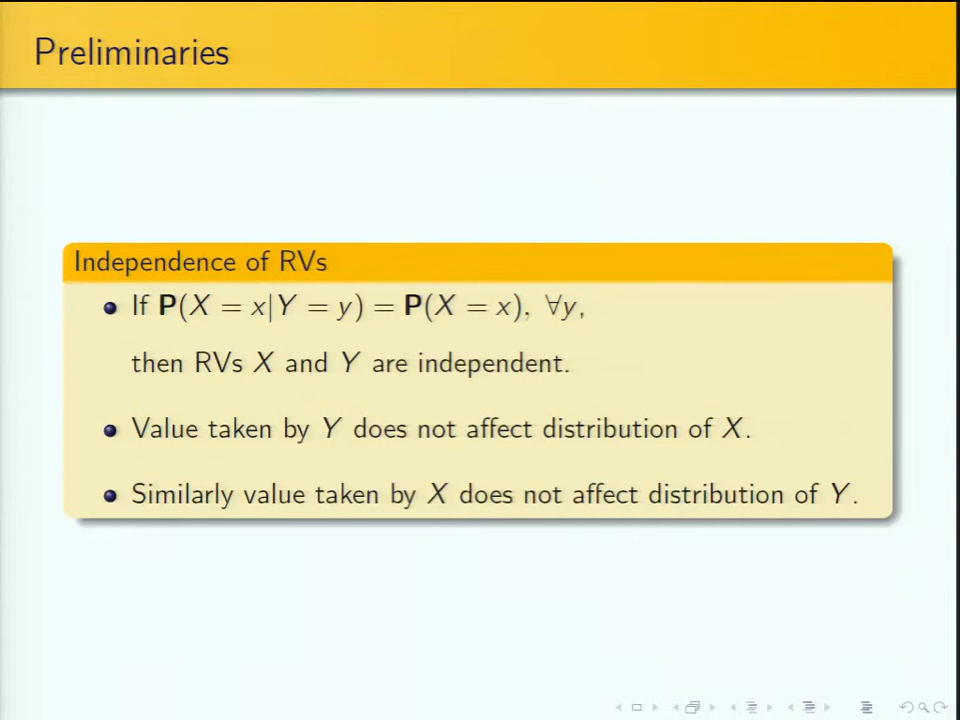 Preliminaries
Independence of RVs
If P(X = x|Y = y) = P(X = x), ∀y,
then RVs X and Y are independent.
Value taken by Y does not affect distribution of X.
Similarly value taken by X does not affect distribution of Y.